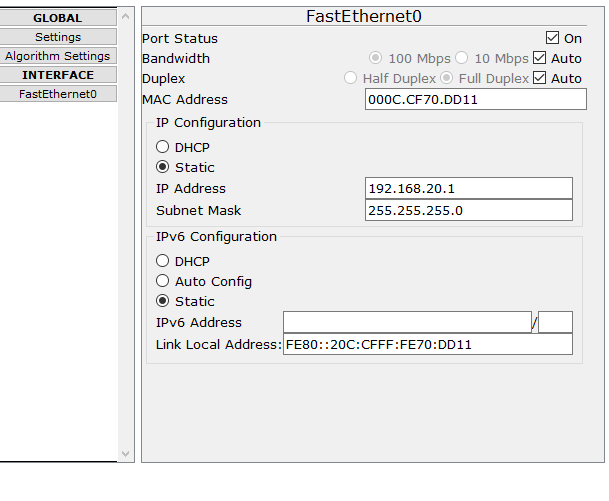 GLOBAL
Settings
Algorithm Settings
INTERFACE
FastEthernet0
FastEthernet0
Port Status On
Bandwidth 100 Mbps 10 Mbps Auto
Duplex Half Duplex Full Duplex Auto
MAC Address 000C.CF70.DD11
IP Configuration
DHCP
Static
IP Address 192.168.20.1
Subnet Mask 255.255.255.0
IPv6 Configuration
DHCP
Auto Config
Static
IPv6 Address /
Link Local Address: FE80::20C:CFFF:FE70:DD11